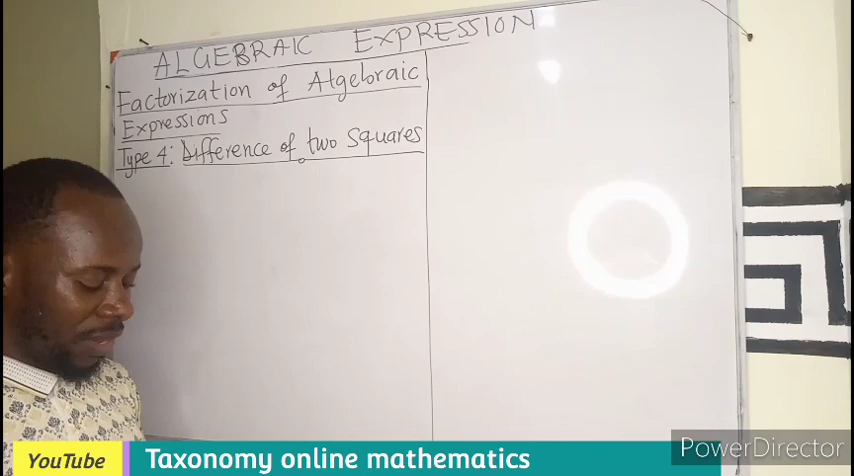 ALGEBRAIC EXPRESSION
Factorization of Algebraic
Expressions
Type 4: Difference of two Squares
PowerDirector
YouTube Taxonomy online mathematics